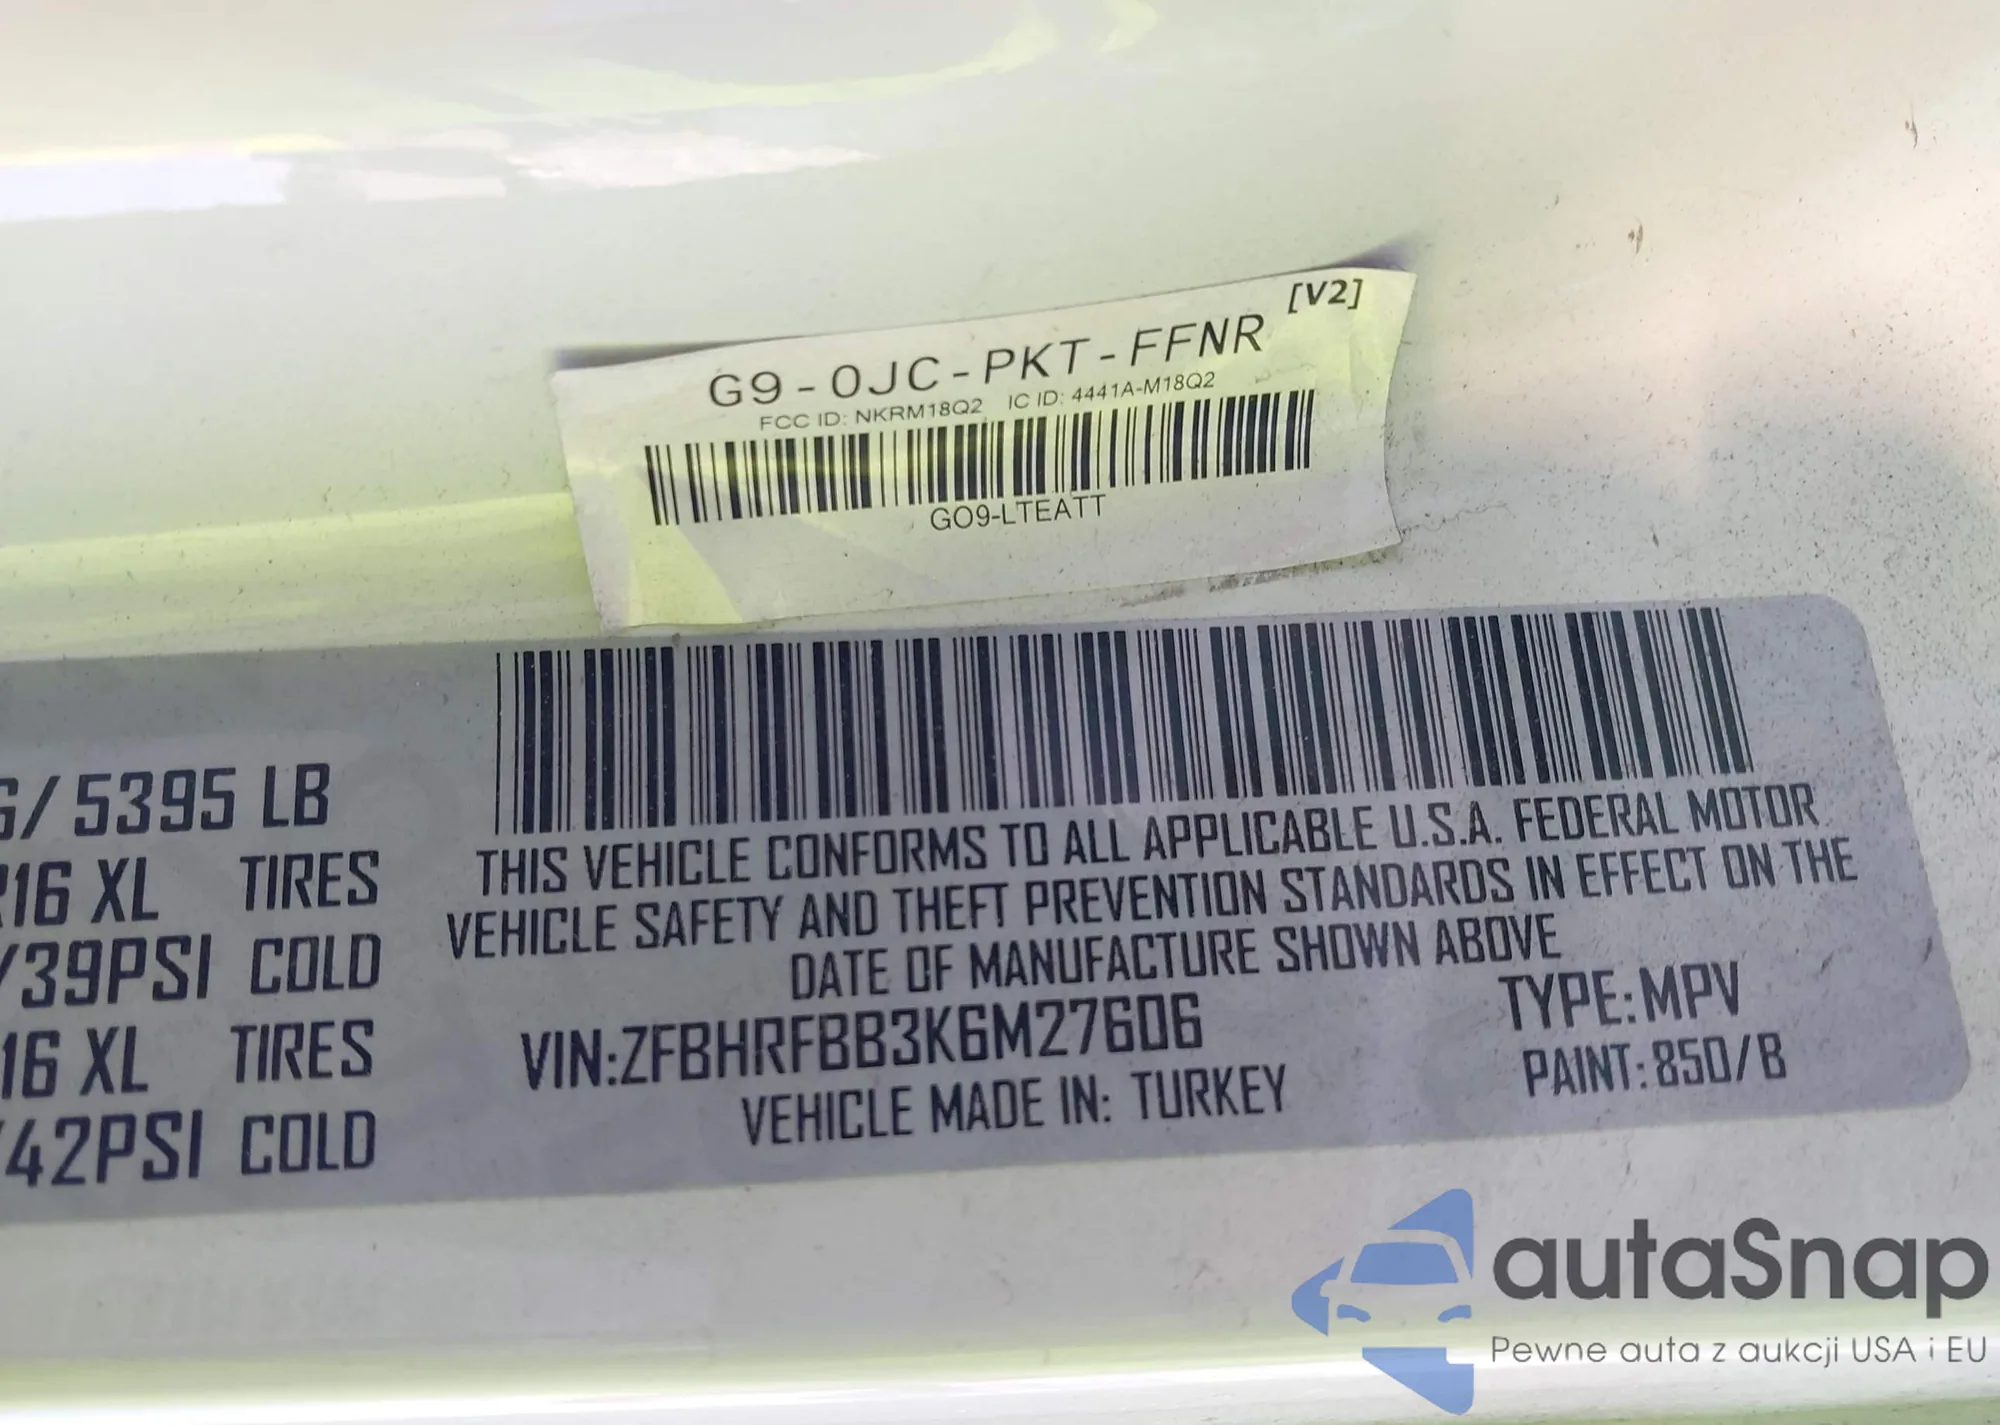 [V2]
G9-0JC-PKT-FFNR
FCC ID: NKRM18Q2 IC ID: 4441A-M18Q2
GO9-LTEATT
/ 5395 LB
16 XL TIRES
/39PSI COLD
16 XL TIRES
42PSI COLD
THIS VEHICLE CONFORMS TO ALL APPLICABLE U.S.A. FEDERAL MOTOR
VEHICLE SAFETY AND THEFT PREVENTION STANDARDS IN EFFECT ON THE
DATE OF MANUFACTURE SHOWN ABOVE
VIN:ZFBHRFBB3K6M27606
TYPE:MPV
VEHICLE MADE IN: TURKEY
PAINT:850/B
autaSnap
Pewne auta z aukcji USA i EU